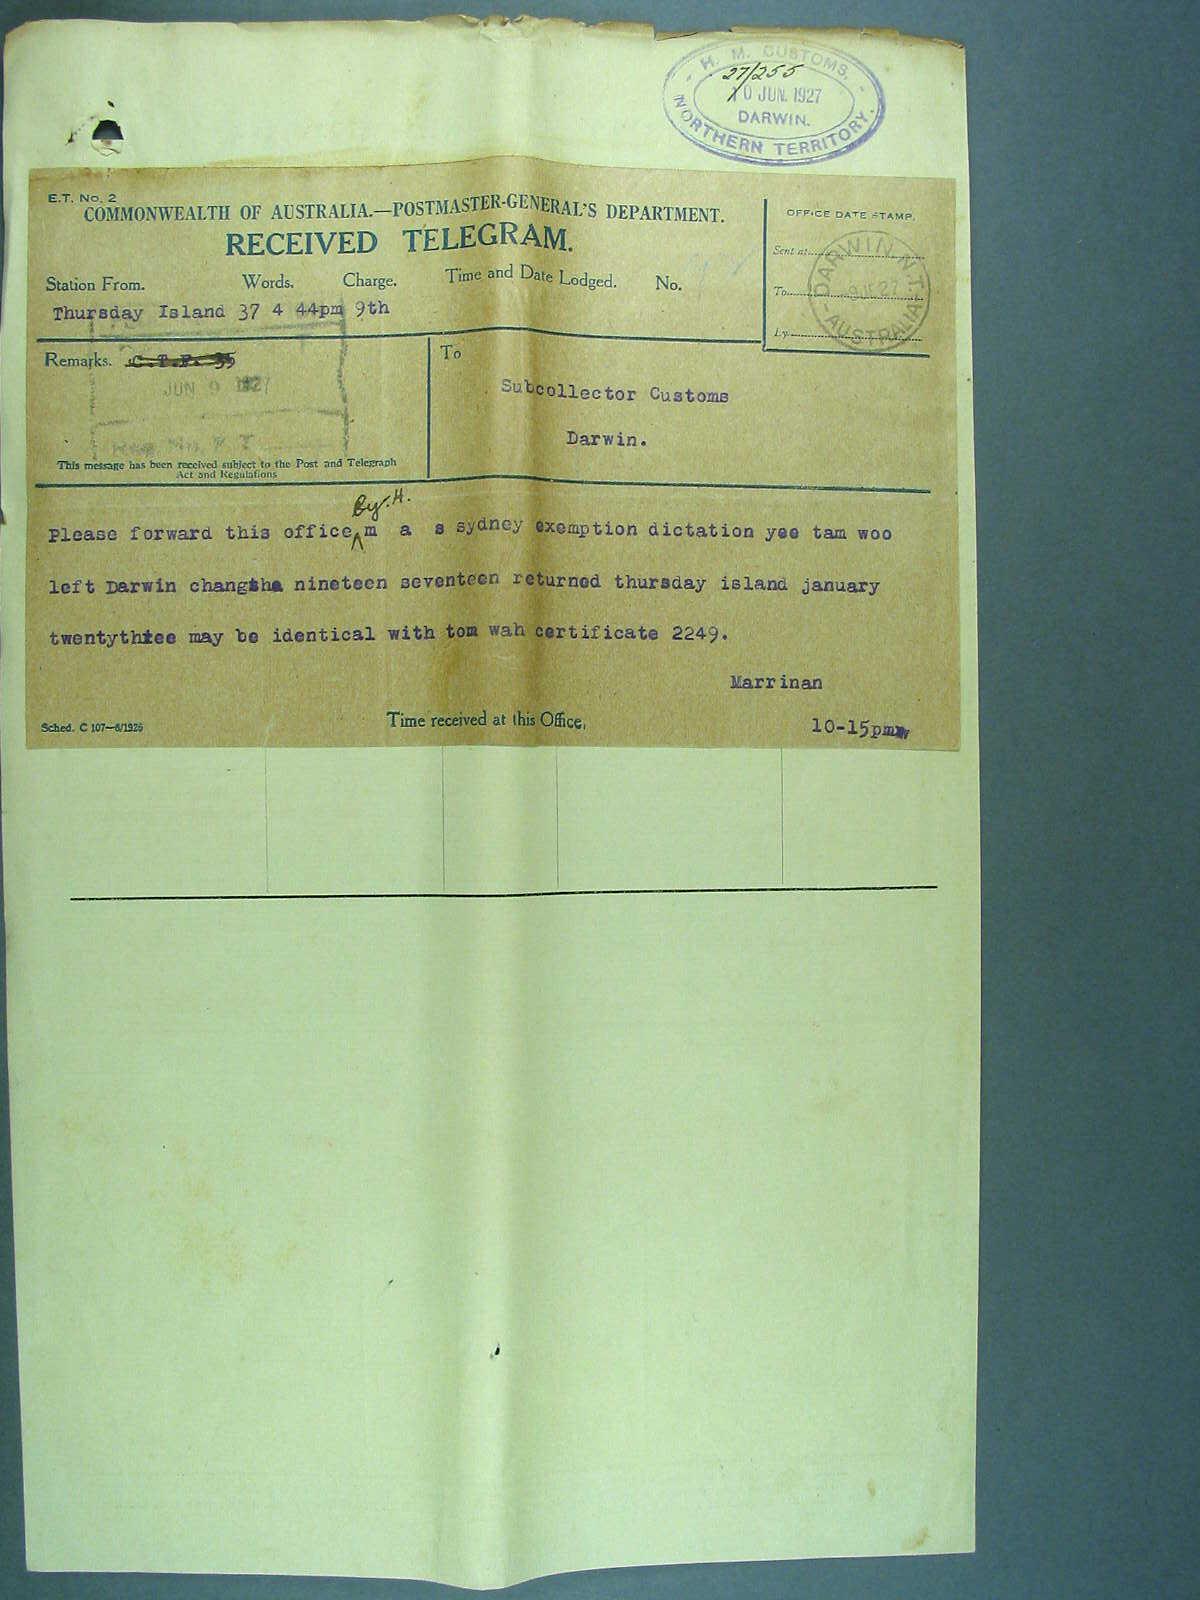 H. M. CUSTOMS,
27/255
10 JUN. 1927
DARWIN.
NORTHERN TERRITORY.
E.T. No. 2
COMMONWEALTH OF AUSTRALIA.—POSTMASTER-GENERAL'S DEPARTMENT.
RECEIVED TELEGRAM.
OFFICE DATE STAMP.
Station From. Words. Charge. Time and Date Lodged. No.
Sent at
To
By
DARWIN. N.T.
9 JE 27
AUSTRALIA
Thursday Island 37 4 44pm 9th
Remarks. C.T.P. 35
JUN 9 1927
To
Subcollector Customs
Darwin.
This message has been received subject to the Post and Telegraph
Act and Regulations
By. H.
Please forward this office m a s sydney exemption dictation yee tam woo
left Darwin changsha nineteen seventeen returned thursday island january
twentythree may be identical with tom wah certificate 2249.
Marrinan
Sched. C 107—6/1926
Time received at this Office,
10-15pm